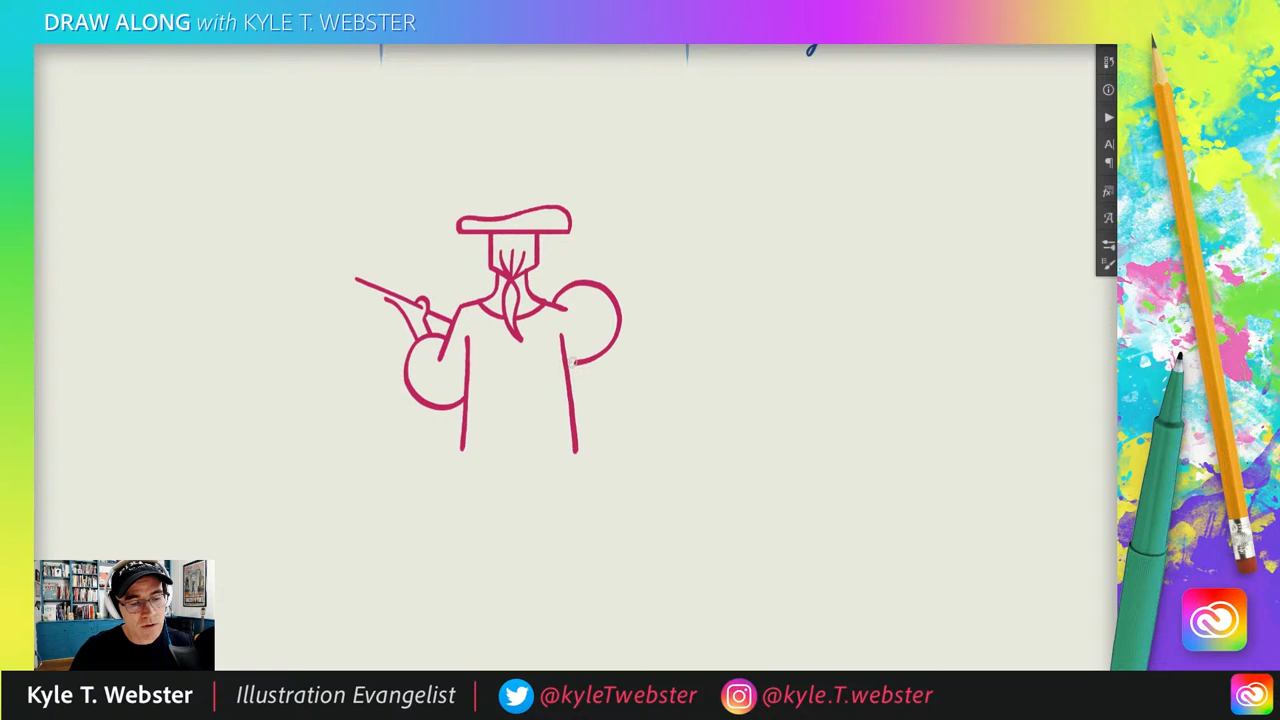 DRAW ALONG with KYLE T. WEBSTER
Kyle T. Webster | Illustration Evangelist | @kyleTwebster @kyle.T.webster